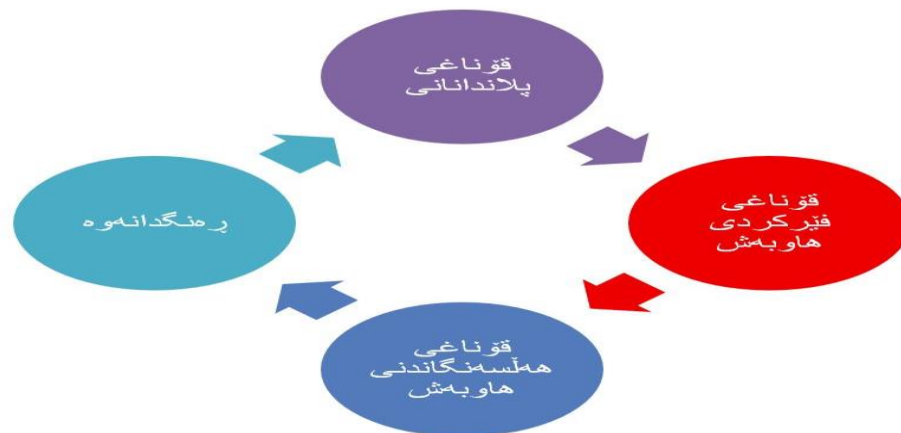 قۆناغی
پلاندانانی
قۆناغی
فێرکردی
هاوبەش
قۆناغی
هەڵسەنگاندنی
هاوبەش
ڕەنگدانەوە